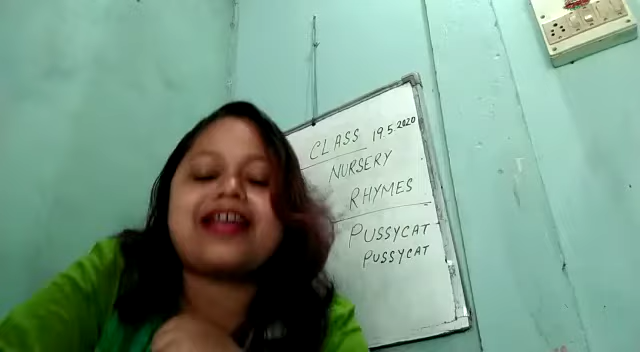 CLASS 19.5.2020
NURSERY
RHYMES
PUSSYCAT
PUSSYCAT